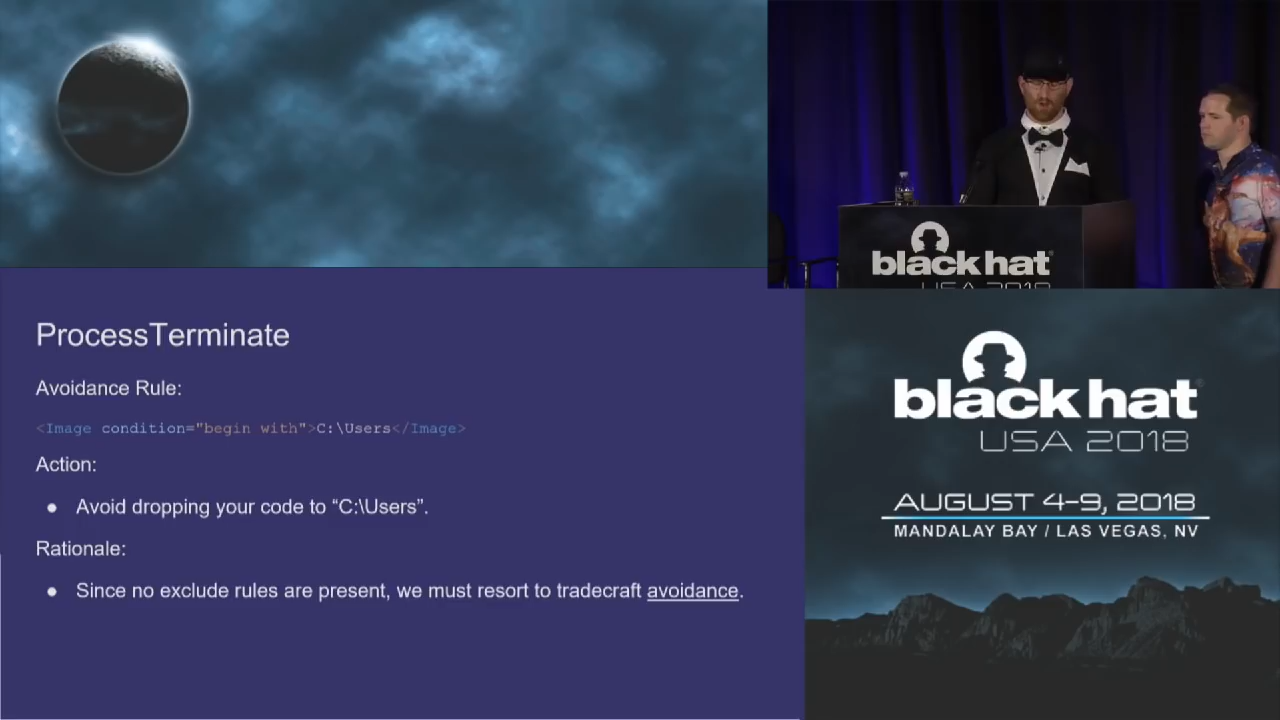 black hat
USA 2018
ProcessTerminate
Avoidance Rule:
<Image condition="begin with">C:\Users</Image>
Action:
• Avoid dropping your code to “C:\Users”.
Rationale:
• Since no exclude rules are present, we must resort to tradecraft avoidance.
black hat
USA 2018
AUGUST 4-9, 2018
MANDALAY BAY / LAS VEGAS, NV